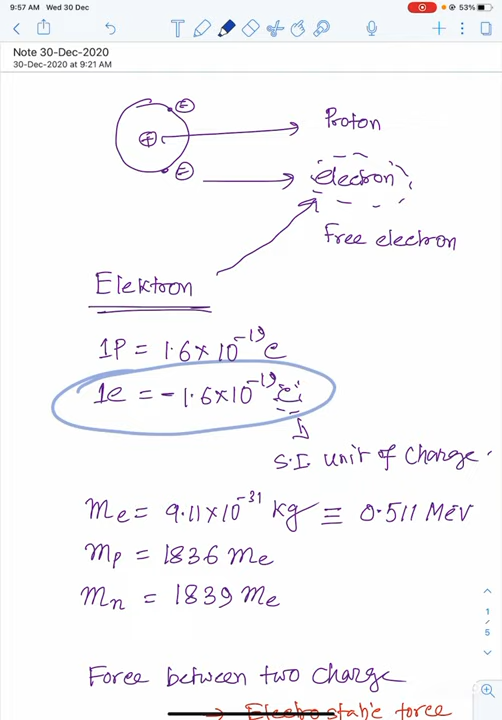 9:57 AM Wed 30 Dec
53%
Note 30-Dec-2020
30-Dec-2020 at 9:21 AM
Proton
electron
Free electron
Elektron
1P = 1.6×10⁻¹⁹ C
1e = -1.6×10⁻¹⁹ C
S.I unit of charge.
me = 9.11×10⁻³¹ kg ≡ 0.511 MeV
mp = 1836 me
mn = 1839 me
1
/
5
Force between two charge
→ Electrostatic force